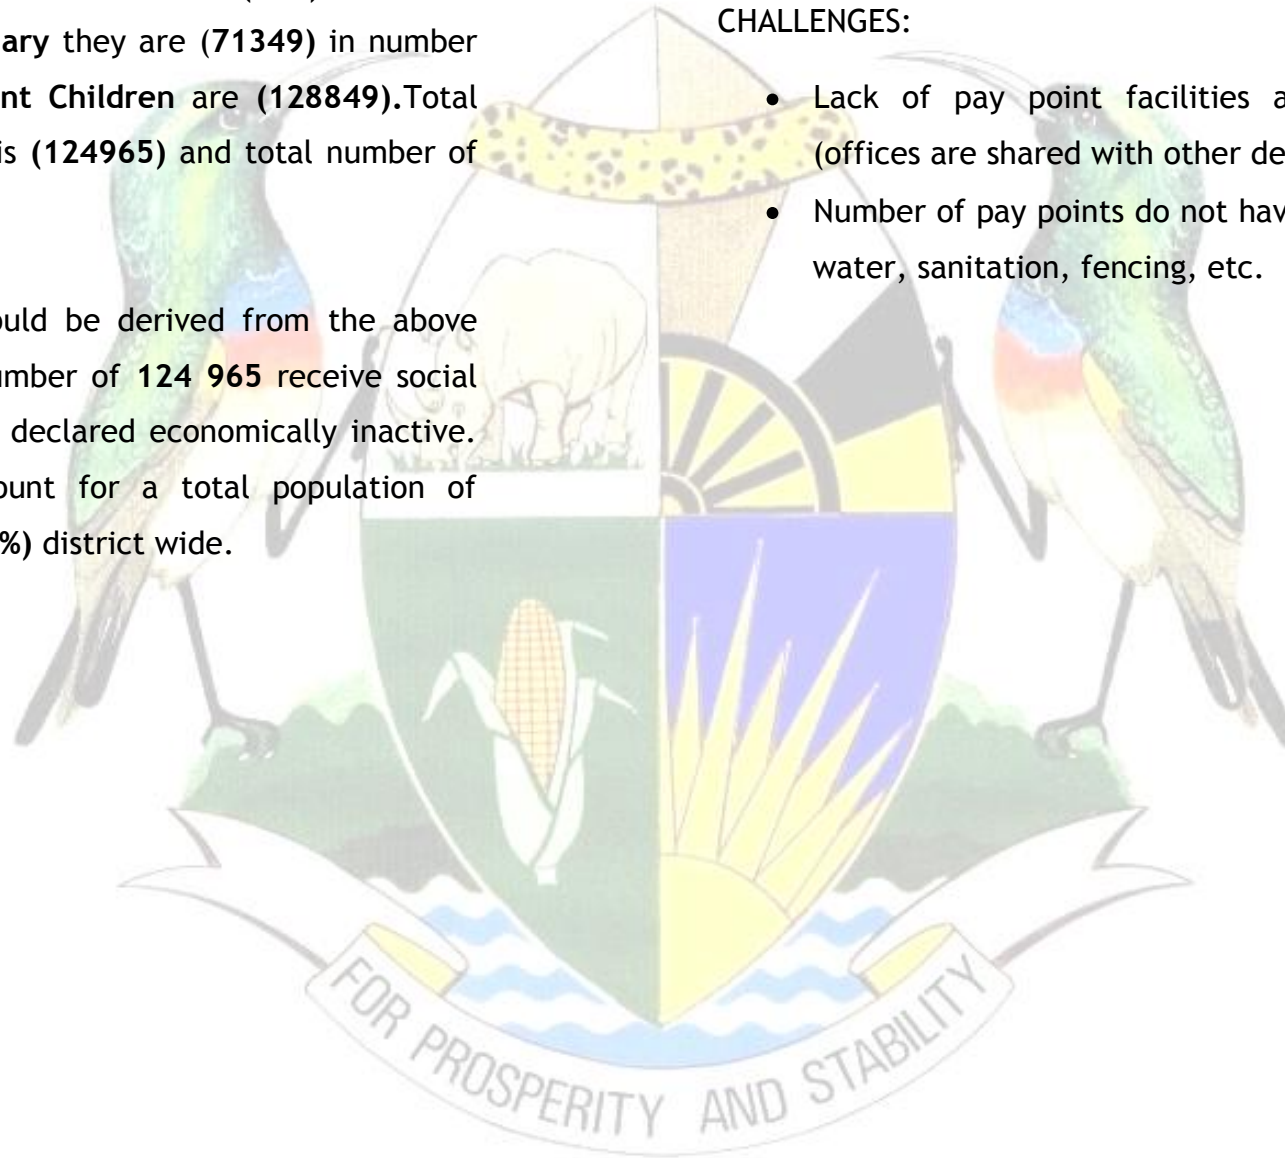 ary they are (71349) in number
nt Children are (128849).Total
is (124965) and total number of
ould be derived from the above
umber of 124 965 receive social
declared economically inactive.
ount for a total population of
%) district wide.
CHALLENGES:
• Lack of pay point facilities a
(offices are shared with other de
• Number of pay points do not hav
water, sanitation, fencing, etc.
FOR PROSPERITY AND STABILITY